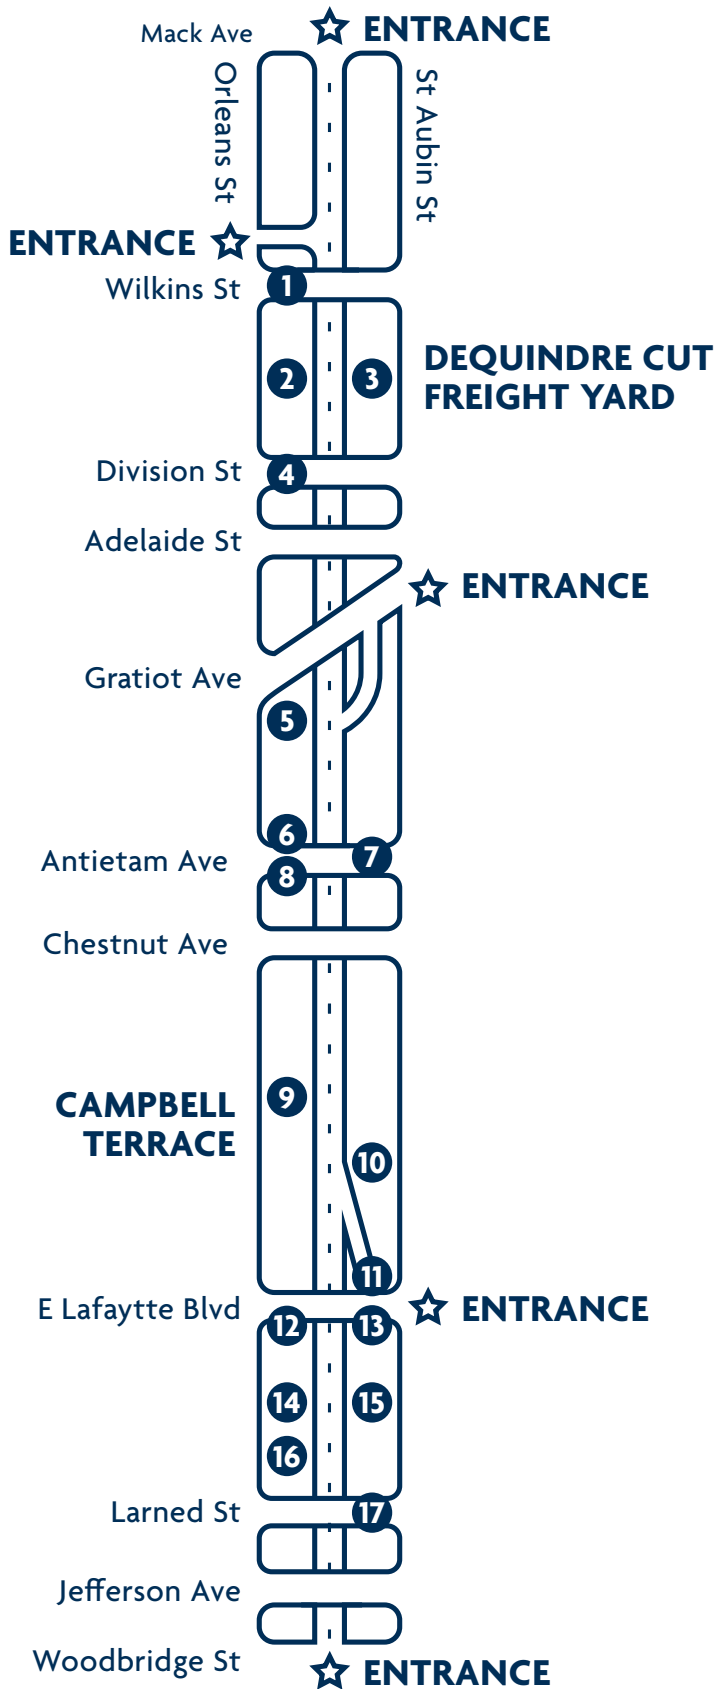 Mack Ave
ENTRANCE
Orleans St
St Aubin St
ENTRANCE
Wilkins St
1
2
3
DEQUINDRE CUT
FREIGHT YARD
Division St
4
Adelaide St
ENTRANCE
Gratiot Ave
5
6
7
Antietam Ave
8
Chestnut Ave
9
CAMPBELL
TERRACE
10
11
E Lafaytte Blvd
ENTRANCE
12
13
14
15
16
Larned St
17
Jefferson Ave
Woodbridge St
ENTRANCE